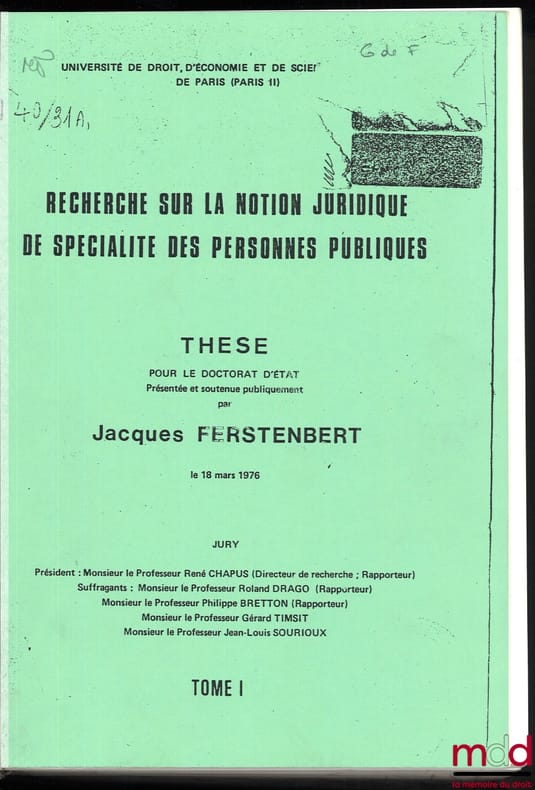 G de F
UNIVERSITÉ DE DROIT, D'ÉCONOMIE ET DE SCIE
DE PARIS (PARIS II)
40/31A,
RECHERCHE SUR LA NOTION JURIDIQUE
DE SPECIALITE DES PERSONNES PUBLIQUES
THESE
POUR LE DOCTORAT D'ÉTAT
Présentée et soutenue publiquement
par
Jacques FERSTENBERT
le 18 mars 1976
JURY
Président : Monsieur le Professeur René CHAPUS (Directeur de recherche ; Rapporteur)
Suffragants : Monsieur le Professeur Roland DRAGO (Rapporteur)
Monsieur le Professeur Philippe BRETTON (Rapporteur)
Monsieur le Professeur Gérard TIMSIT
Monsieur le Professeur Jean-Louis SOURIOUX
TOME I
mdd
la mémoire du droit